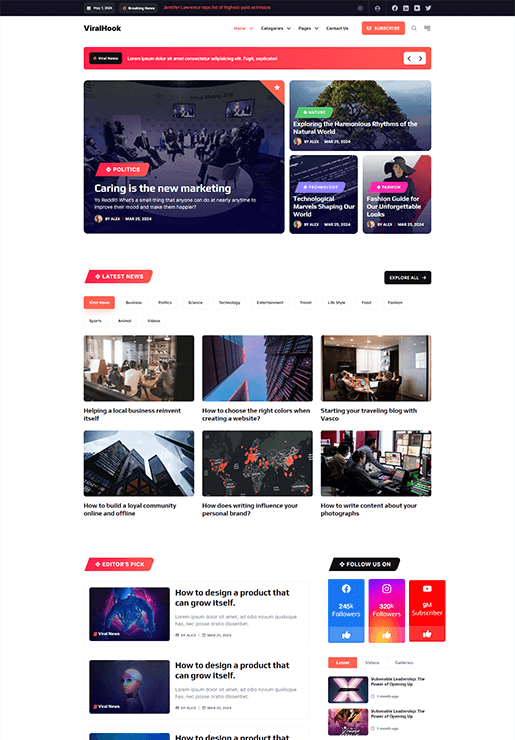 May 7, 2024
Breaking News
Jennifer Lawrence tops list of highest-paid actresses
ViralHook
Home
Categories
Pages
Contact Us
SUBSCRIBE
Viral News:
Lorem ipsum dolor sit amet consectetur adipisicing elit. Fugit, explicabo!
POLITICS
Caring is the new marketing
Yo Reddit! What's a small thing that anyone can do at nearly anytime to
improve their mood and make them happier?
BY ALEX
MAR 25, 2024
NATURE
Exploring the Harmonious Rhythms of the
Natural World
BY ALEX
MAR 25, 2024
TECHNOLOGY
Technological
Marvels Shaping Our
World
BY ALEX
MAR 25, 2024
FASHION
Fashion Guide for
Our Unforgettable
Looks
BY ALEX
MAR 25, 2024
LATEST NEWS
EXPLORE ALL
Viral News
Business
Politics
Science
Technology
Entertainment
Travel
Life Style
Food
Fashion
Sports
Animal
Videos
Helping a local business reinvent
itself
How to choose the right colors when
creating a website?
Starting your traveling blog with
Vasco
How to build a loyal community
online and offline
How does writing influence your
personal brand?
How to write content about your
photographs
EDITOR'S PICK
Viral News
How to design a product that
can grow itself.
Lorem ipsum dolor sit amet, ad odio novum qualisque
has, nec posse oratio dissentiet.
BY ALEX
MAR 25, 2024
Viral News
How to design a product that
can grow itself.
Lorem ipsum dolor sit amet, ad odio novum qualisque
has, nec posse oratio dissentiet.
BY ALEX
MAR 25, 2024
How to design a product that
FOLLOW US ON
245k
Followers
320k
Followers
9M
Subscriber
Latest
Videos
Galleries
Vulnerable Leadership: The
Power of Opening Up
1 month ago
Vulnerable Leadership: The
Power of Opening Up
1 month ago